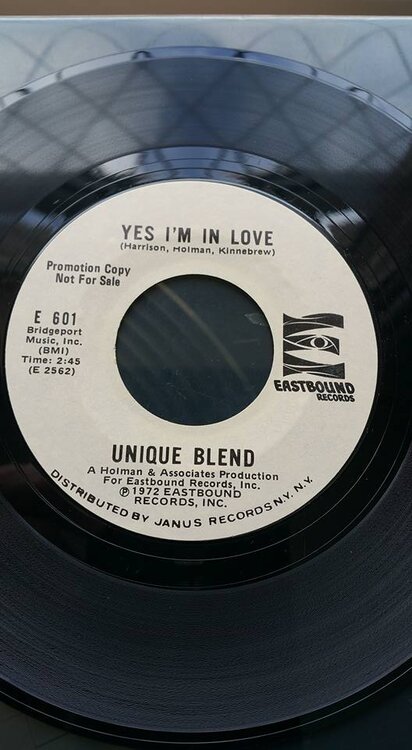 YES I'M IN LOVE
(Harrison, Holman, Kinnebrew)
Promotion Copy
Not For Sale
E 601
Bridgeport
Music, Inc.
(BMI)
Time: 2:45
(E 2562)
EASTBOUND
RECORDS
UNIQUE BLEND
A Holman & Associates Production
For Eastbound Records, Inc.
℗ 1972 EASTBOUND
RECORDS, INC.
DISTRIBUTED BY JANUS RECORDS N.Y. N.Y.